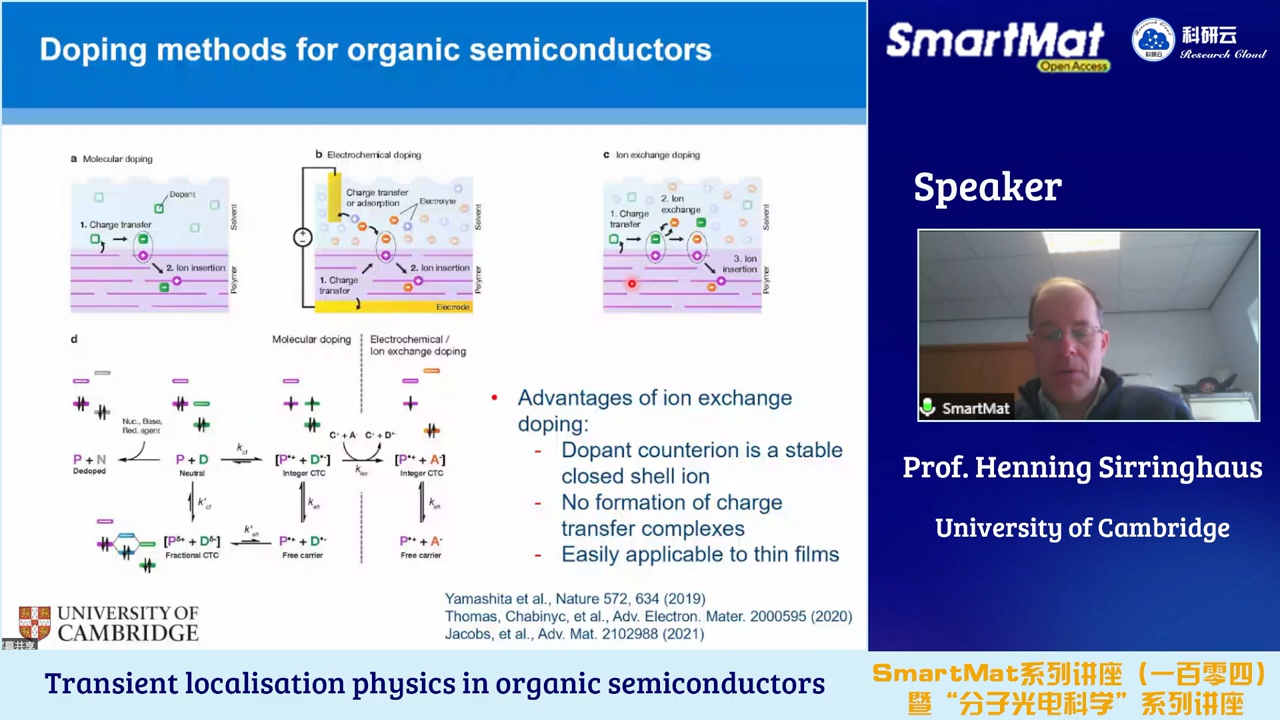 Doping methods for organic semiconductors
a Molecular doping
Dopant
1. Charge transfer
2. Ion insertion
Solvent
Polymer
b Electrochemical doping
Charge transfer
or adsorption
Electrolyte
1. Charge
transfer
2. Ion insertion
Electrode
Solvent
Polymer
c Ion exchange doping
1. Charge
transfer
2. Ion
exchange
3. Ion
insertion
Solvent
Polymer
d
Molecular doping
Electrochemical /
Ion exchange doping
Nuc., Base,
Red. agent
C⁺ + A⁻ C⁺ + D•⁻
P + N
Dedoped
P + D
Neutral
[P•⁺ + D•⁻]
Integer CTC
[P•⁺ + A⁻]
Integer CTC
[Pδ⁺ + Dδ⁻]
Fractional CTC
P•⁺ + D•⁻
Free carrier
P•⁺ + A⁻
Free carrier
• Advantages of ion exchange
doping:
- Dopant counterion is a stable
closed shell ion
- No formation of charge
transfer complexes
- Easily applicable to thin films
Yamashita et al., Nature 572, 634 (2019)
Thomas, Chabinyc, et al., Adv. Electron. Mater. 2000595 (2020)
Jacobs, et al., Adv. Mat. 2102988 (2021)
UNIVERSITY OF
CAMBRIDGE
SmartMat
Open Access
科研云
Research Cloud
Speaker
SmartMat
Prof. Henning Sirringhaus
University of Cambridge
Transient localisation physics in organic semiconductors
SmartMat系列讲座（一百零四）
暨“分子光电科学”系列讲座